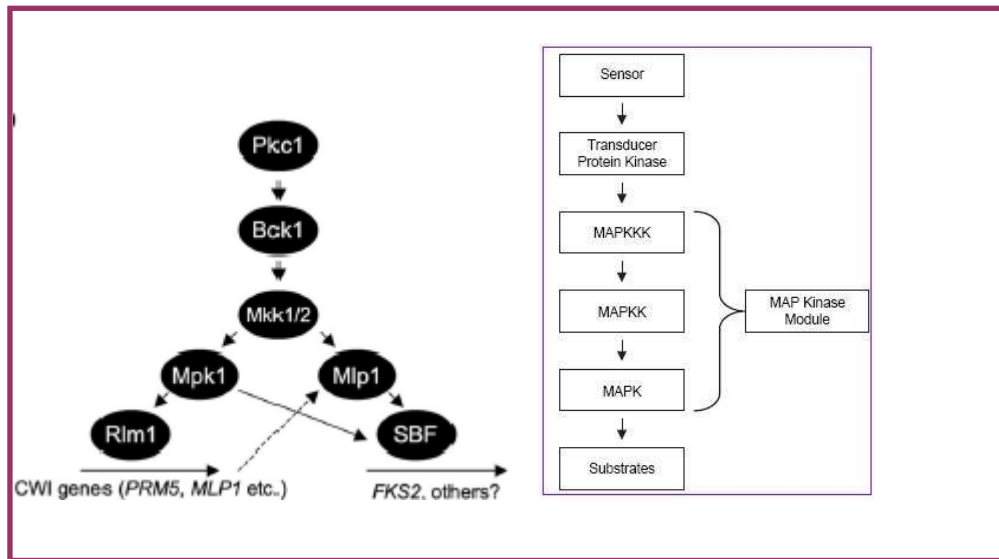 Pkc1
Bck1
Mkk1/2
Mpk1
Mlp1
Rlm1
SBF
CWI genes (PRM5, MLP1 etc..)
FKS2, others?
Sensor
Transducer
Protein Kinase
MAPKKK
MAPKK
MAPK
Substrates
MAP Kinase
Module